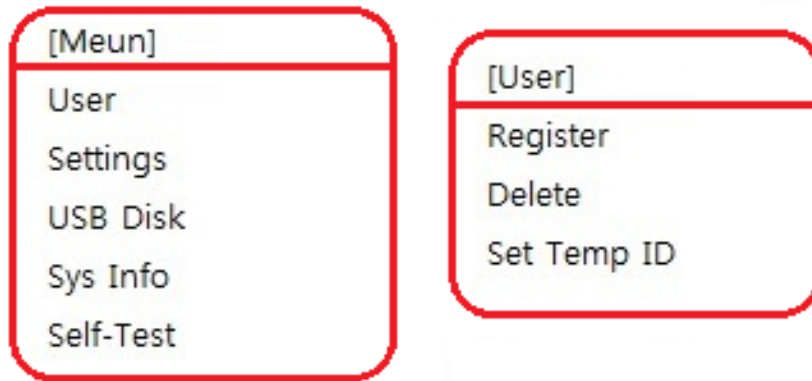 [Meun]
User
Settings
USB Disk
Sys Info
Self-Test
[User]
Register
Delete
Set Temp ID